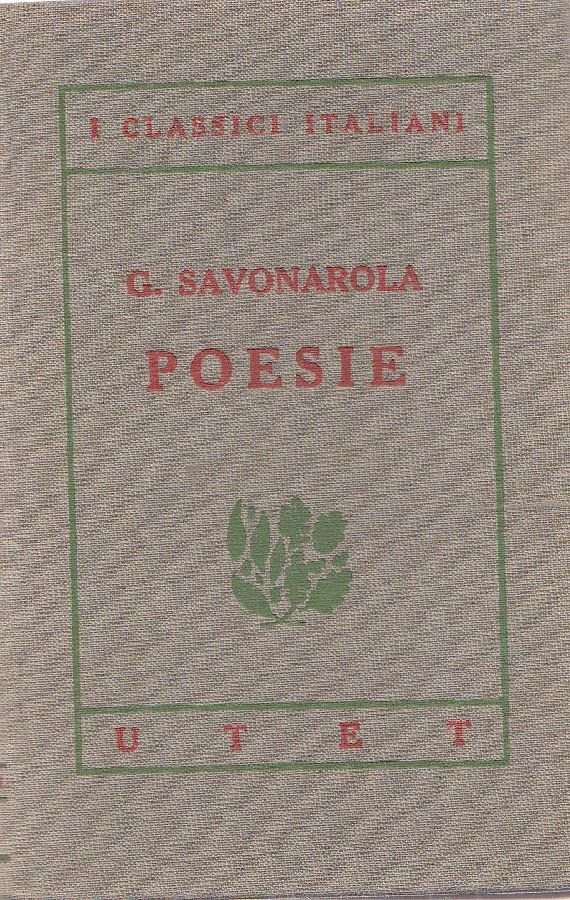 I CLASSICI ITALIANI
G. SAVONAROLA
POESIE
U T E T